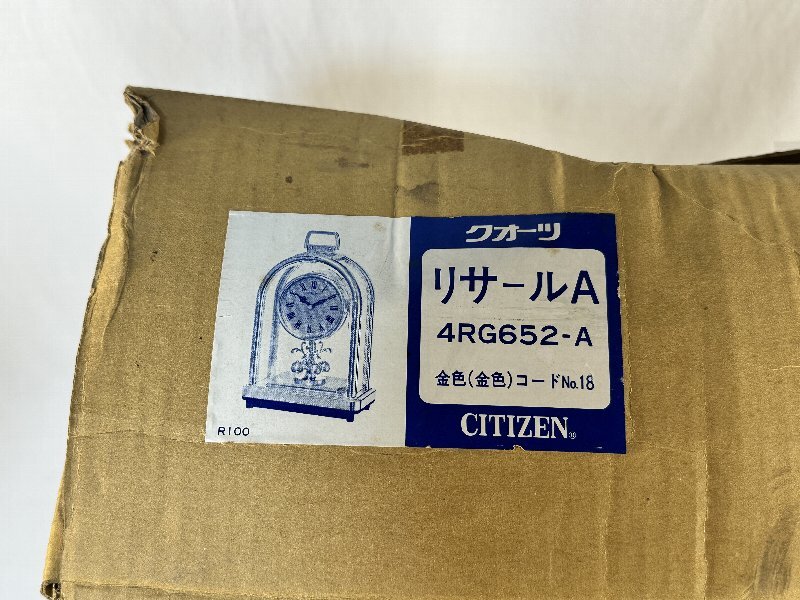 クオーツ
リサールA
4RG652-A
金色(金色)コードNo.18
CITIZEN®
R100